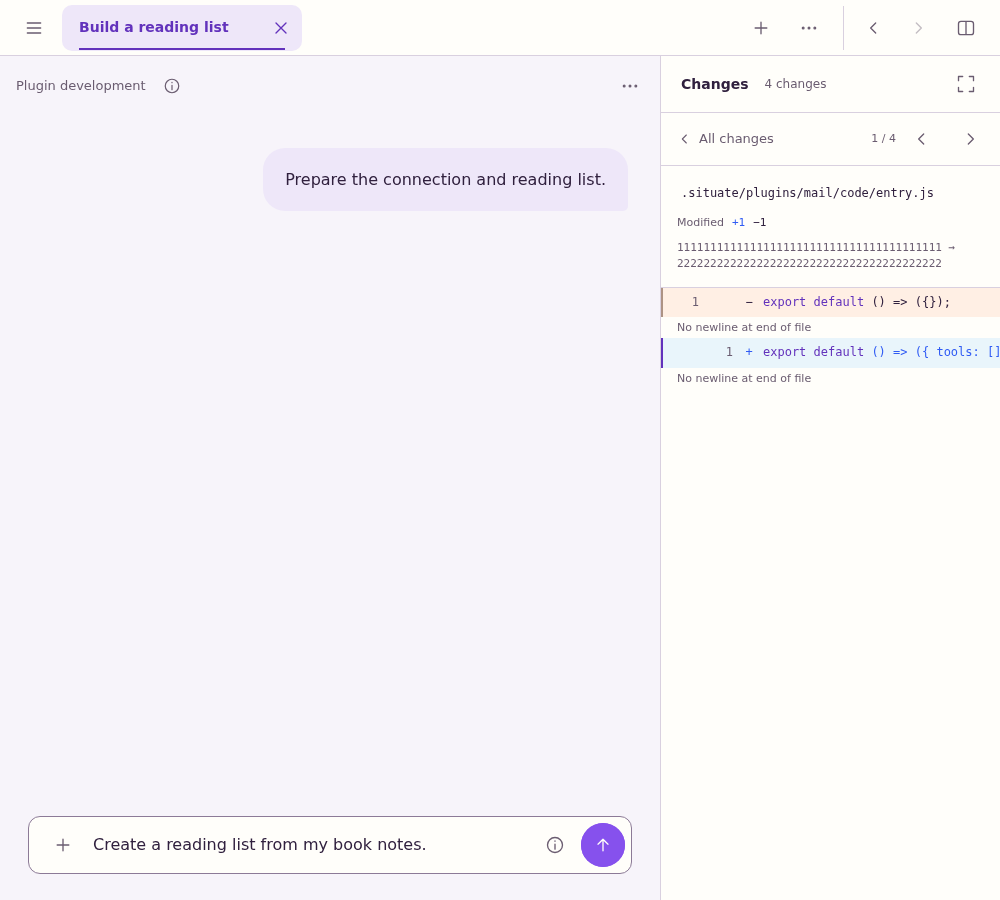 Build a reading list
Plugin development
Prepare the connection and reading list.
Create a reading list from my book notes.
Changes 4 changes
All changes 1 / 4
.situate/plugins/mail/code/entry.js
Modified +1 −1
1111111111111111111111111111111111111111 →
2222222222222222222222222222222222222222
1 − export default () => ({});
No newline at end of file
1 + export default () => ({ tools: []
No newline at end of file